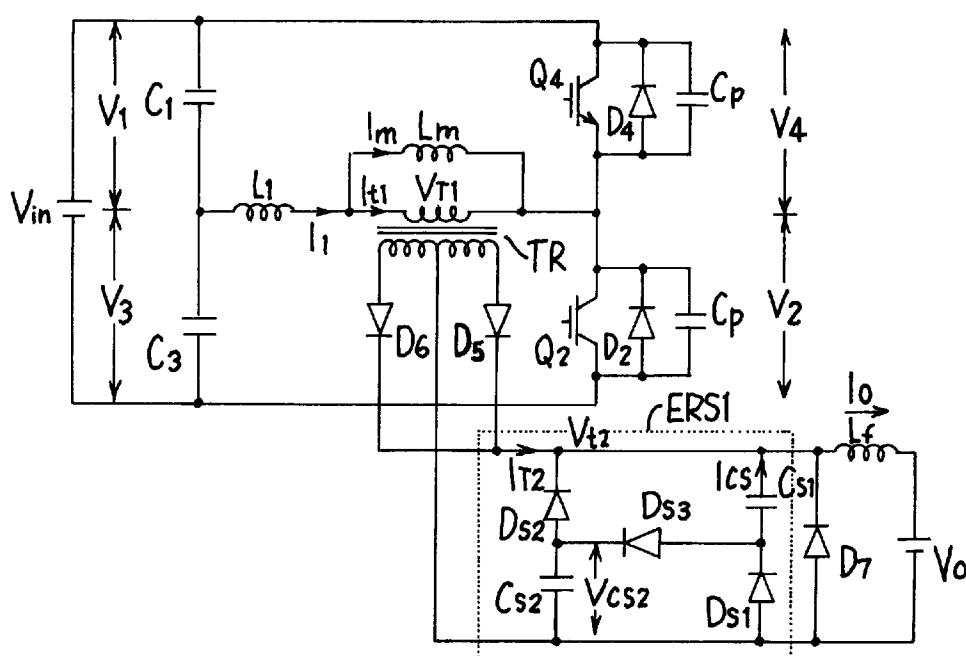 Vin
V1
V3
C1
C3
L1
I1
Im
Lm
It1
VT1
TR
D6
D5
Q4
D4
Cp
V4
Q2
D2
Cp
V2
ERS1
Io
Lf
Vt2
IT2
Ics
Cs1
Ds2
Ds3
Cs2
Vcs2
Ds1
D7
Vo